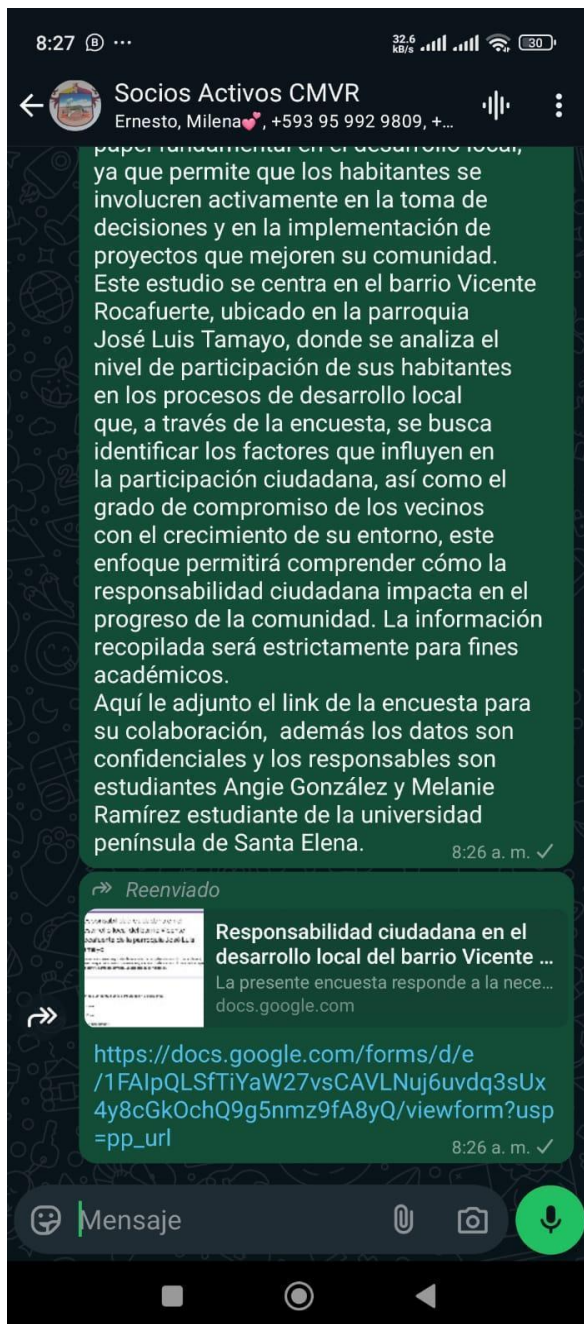 8:27
32.6 kB/s
30
Socios Activos CMVR
Ernesto, Milena💕, +593 95 992 9809, +...
papel fundamental en el desarrollo local,
ya que permite que los habitantes se
involucren activamente en la toma de
decisiones y en la implementación de
proyectos que mejoren su comunidad.
Este estudio se centra en el barrio Vicente
Rocafuerte, ubicado en la parroquia
José Luis Tamayo, donde se analiza el
nivel de participación de sus habitantes
en los procesos de desarrollo local
que, a través de la encuesta, se busca
identificar los factores que influyen en
la participación ciudadana, así como el
grado de compromiso de los vecinos
con el crecimiento de su entorno, este
enfoque permitirá comprender cómo la
responsabilidad ciudadana impacta en el
progreso de la comunidad. La información
recopilada será estrictamente para fines
académicos.
Aquí le adjunto el link de la encuesta para
su colaboración,  además los datos son
confidenciales y los responsables son
estudiantes Angie González y Melanie
Ramírez estudiante de la universidad
península de Santa Elena.
8:26 a. m.
Reenviado
Responsabilidad ciudadana en el
desarrollo local del barrio Vicente ...
La presente encuesta responde a la nece...
docs.google.com
https://docs.google.com/forms/d/e
/1FAIpQLSfTiYaW27vsCAVLNuj6uvdq3sUx
4y8cGkOchQ9g5nmz9fA8yQ/viewform?usp
=pp_url
8:26 a. m.
Mensaje